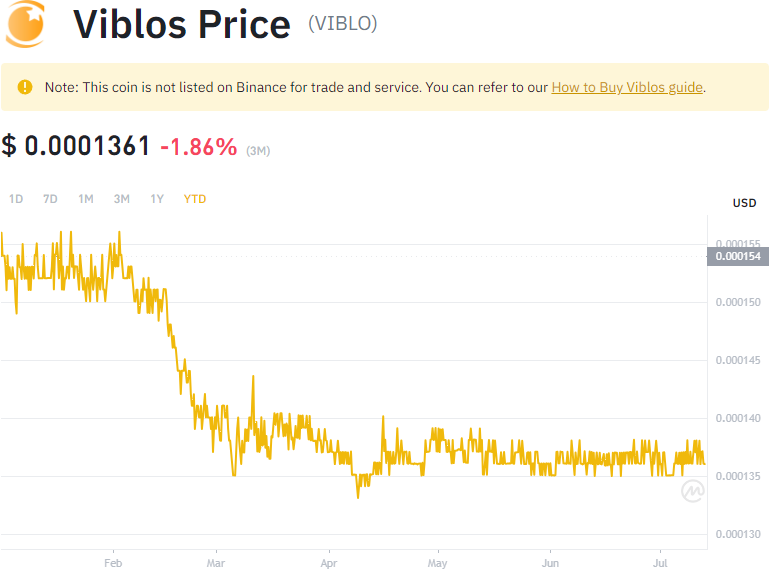 Viblos Price (VIBLO)
Note: This coin is not listed on Binance for trade and service. You can refer to our How to Buy Viblos guide.
$ 0.0001361 -1.86% (3M)
1D 7D 1M 3M 1Y YTD
USD
0.000155
0.000154
0.000150
0.000145
0.000140
0.000135
0.000130
Feb Mar Apr May Jun Jul